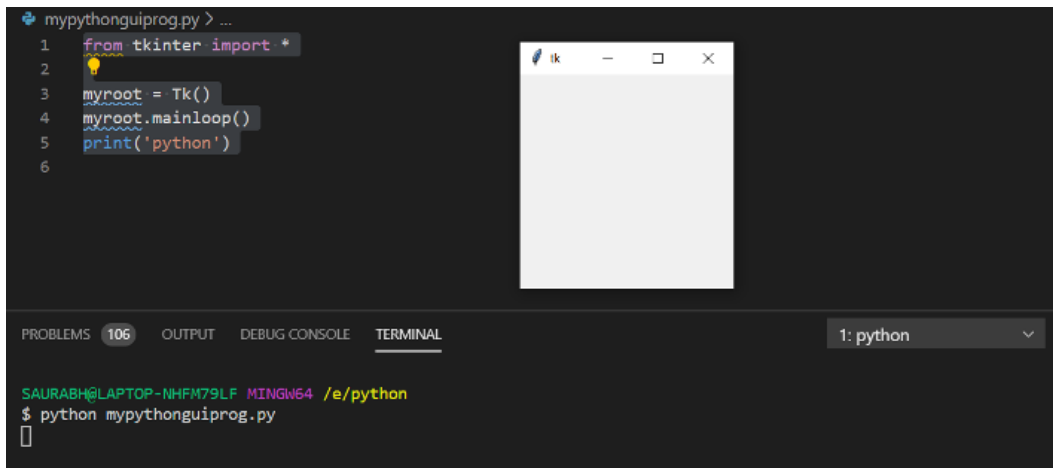 mypythonguiprog.py > ...
1 from tkinter import *
2
3 myroot = Tk()
4 myroot.mainloop()
5 print('python')
6
tk
PROBLEMS 106 OUTPUT DEBUG CONSOLE TERMINAL 1: python
SAURABH@LAPTOP-NHFM79LF MINGW64 /e/python
$ python mypythonguiprog.py